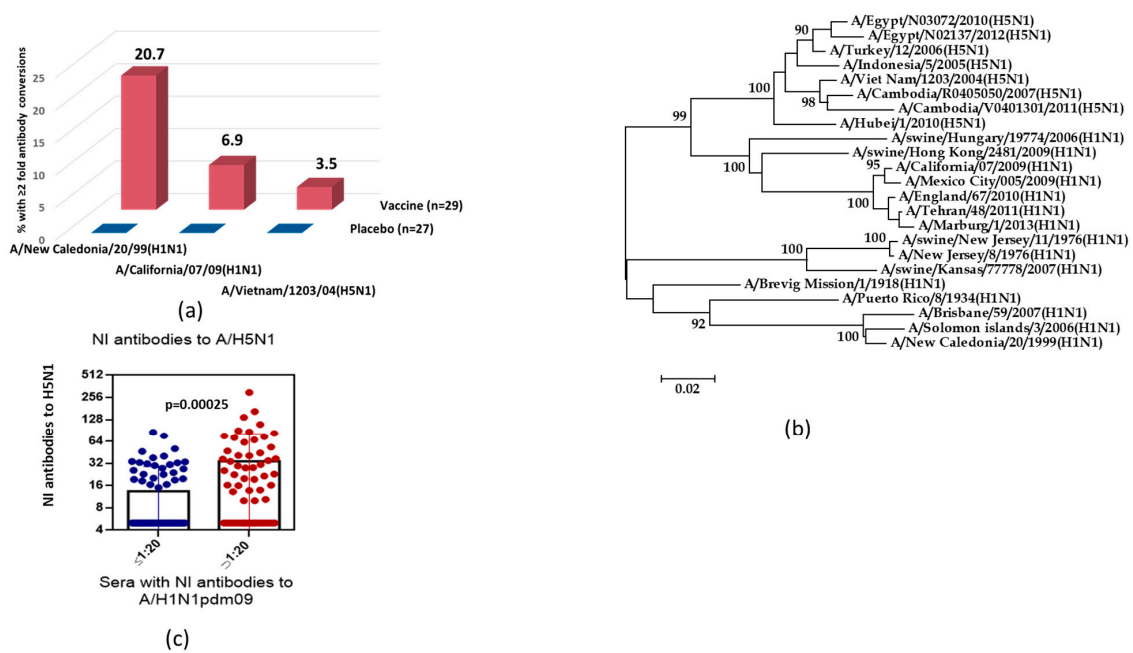 20.7
6.9
3.5
25
20
15
10
5
0
% with ≥2 fold antibody conversions
Vaccine (n=29)
Placebo (n=27)
A/New Caledonia/20/99(H1N1)
A/California/07/09(H1N1)
A/Vietnam/1203/04(H5N1)
(a)
NI antibodies to A/H5N1
NI antibodies to H5N1
512
256
128
64
32
16
8
4
p=0.00025
≤1:20
⊃1:20
Sera with NI antibodies to
A/H1N1pdm09
(c)
A/Egypt/N03072/2010(H5N1)
A/Egypt/N02137/2012(H5N1)
A/Turkey/12/2006(H5N1)
A/Indonesia/5/2005(H5N1)
A/Viet Nam/1203/2004(H5N1)
A/Cambodia/R0405050/2007(H5N1)
A/Cambodia/V0401301/2011(H5N1)
A/Hubei/1/2010(H5N1)
A/swine/Hungary/19774/2006(H1N1)
A/swine/Hong Kong/2481/2009(H1N1)
A/California/07/2009(H1N1)
A/Mexico City/005/2009(H1N1)
A/England/67/2010(H1N1)
A/Tehran/48/2011(H1N1)
A/Marburg/1/2013(H1N1)
A/swine/New Jersey/11/1976(H1N1)
A/New Jersey/8/1976(H1N1)
A/swine/Kansas/77778/2007(H1N1)
A/Brevig Mission/1/1918(H1N1)
A/Puerto Rico/8/1934(H1N1)
A/Brisbane/59/2007(H1N1)
A/Solomon islands/3/2006(H1N1)
A/New Caledonia/20/1999(H1N1)
90
100
98
99
100
95
100
100
100
92
100
0.02
(b)